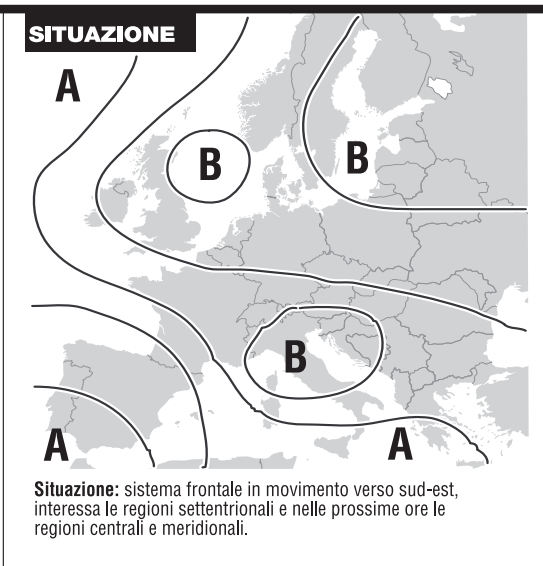 SITUAZIONE
A
B
B
B
A
A
Situazione: sistema frontale in movimento verso sud-est,
interessa le regioni settentrionali e nelle prossime ore le
regioni centrali e meridionali.